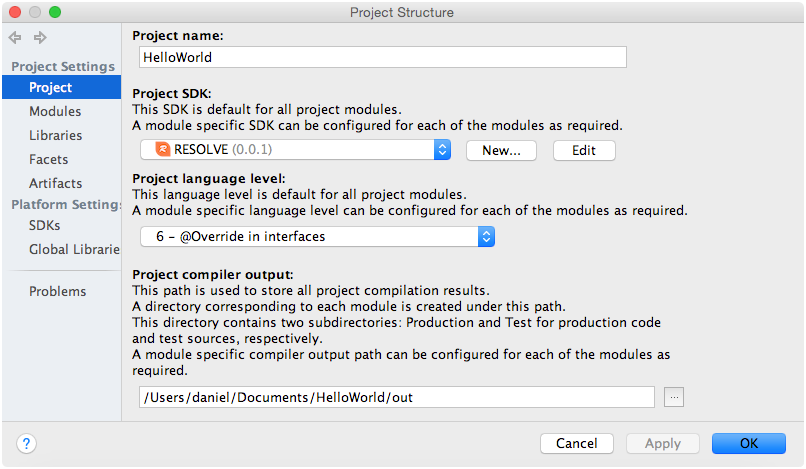 Project Structure
Project Settings
Project
Modules
Libraries
Facets
Artifacts
Platform Setting
SDKs
Global Librarie
Problems
Project name:
HelloWorld
Project SDK:
This SDK is default for all project modules.
A module specific SDK can be configured for each of the modules as required.
RESOLVE (0.0.1) New... Edit
Project language level:
This language level is default for all project modules.
A module specific language level can be configured for each of the modules as required.
6 – @Override in interfaces
Project compiler output:
This path is used to store all project compilation results.
A directory corresponding to each module is created under this path.
This directory contains two subdirectories: Production and Test for production code
and test sources, respectively.
A module specific compiler output path can be configured for each of the modules as
required.
/Users/daniel/Documents/HelloWorld/out ...
? Cancel Apply OK